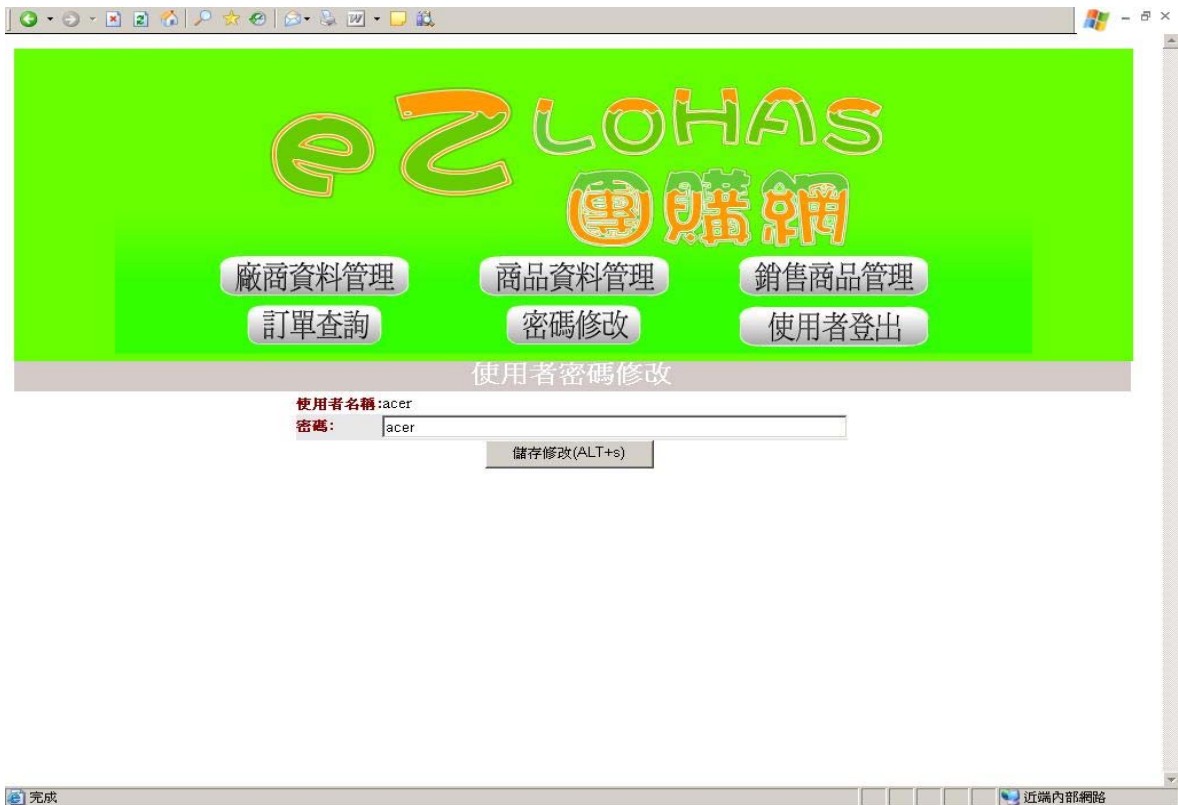 eZ LOHAS
團購網
廠商資料管理 商品資料管理 銷售商品管理
訂單查詢 密碼修改 使用者登出
使用者密碼修改
使用者名稱:acer
密碼: acer
儲存修改(ALT+s)
完成 近端內部網路